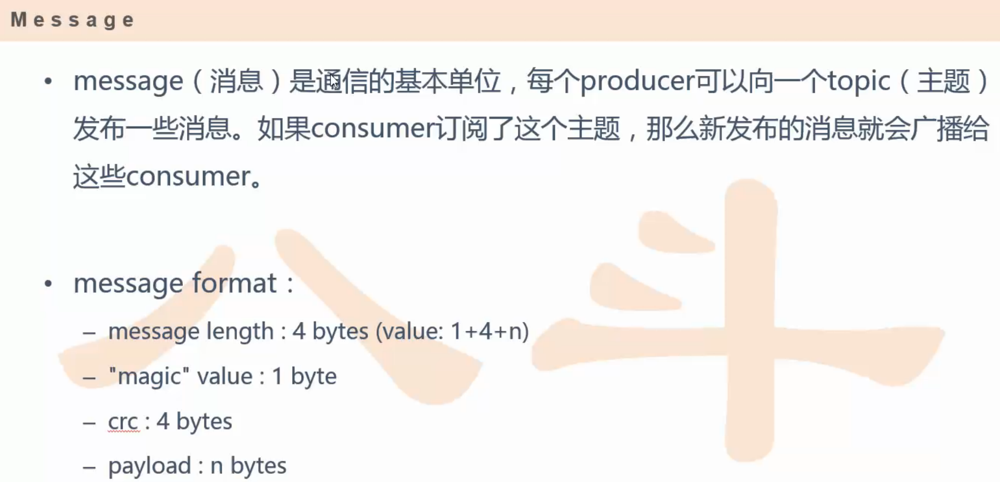 Message
• message（消息）是通信的基本单位，每个producer可以向一个topic（主题）
发布一些消息。如果consumer订阅了这个主题，那么新发布的消息就会广播给
这些consumer。
• message format：
– message length : 4 bytes (value: 1+4+n)
– "magic" value : 1 byte
– crc : 4 bytes
– payload : n bytes
八斗